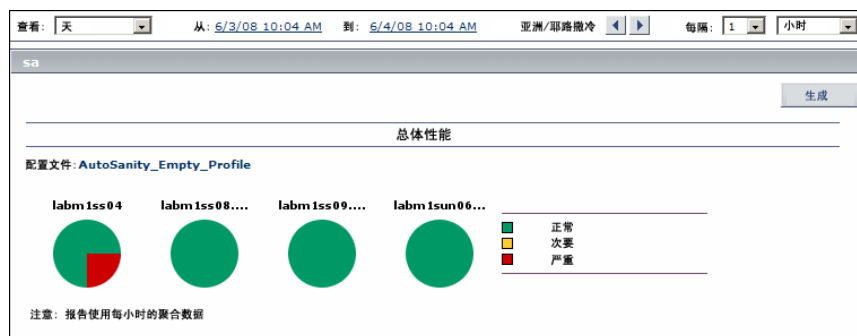 查看: 天 从: 6/3/08 10:04 AM 到: 6/4/08 10:04 AM 亚洲/耶路撒冷 每隔: 1 小时
sa
生成
总体性能
配置文件: AutoSanity_Empty_Profile
labm1ss04 labm1ss08.... labm1ss09.... labm1sun06...
正常
次要
严重
注意: 报告使用每小时的聚合数据